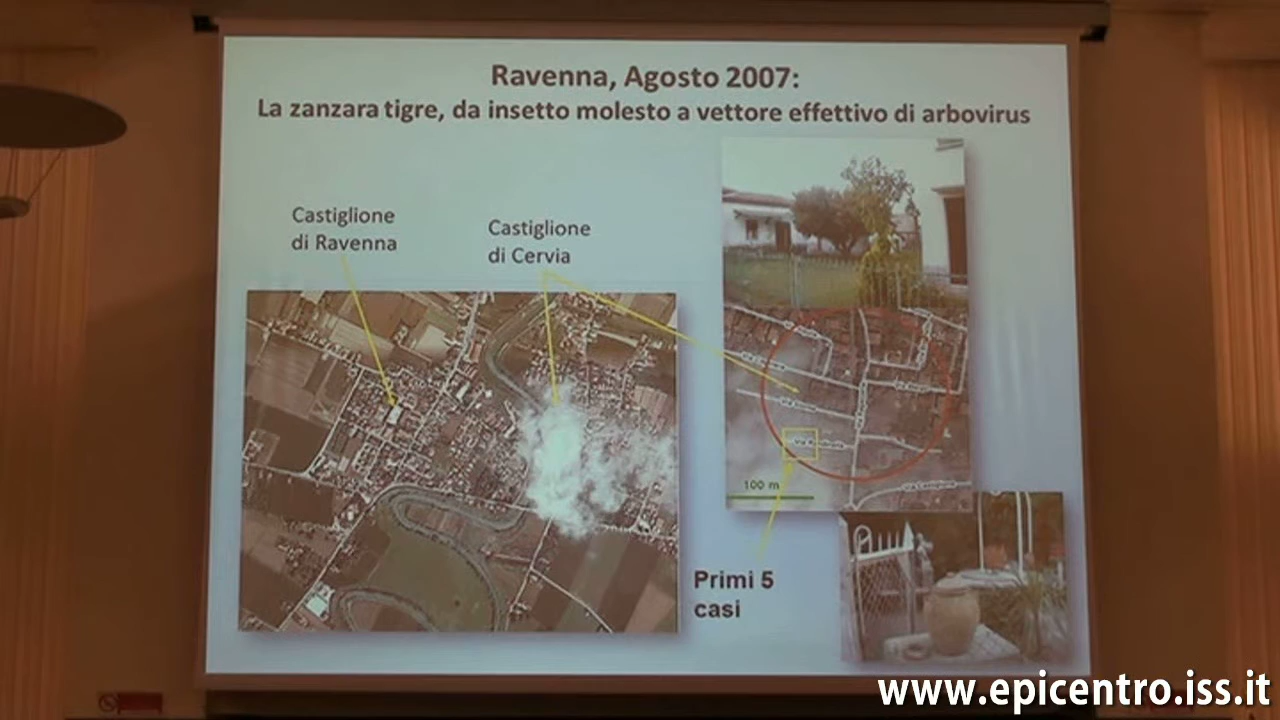 Ravenna, Agosto 2007:
La zanzara tigre, da insetto molesto a vettore effettivo di arbovirus
Castiglione
di Ravenna
Castiglione
di Cervia
100 m
Primi 5
casi
www.epicentro.iss.it